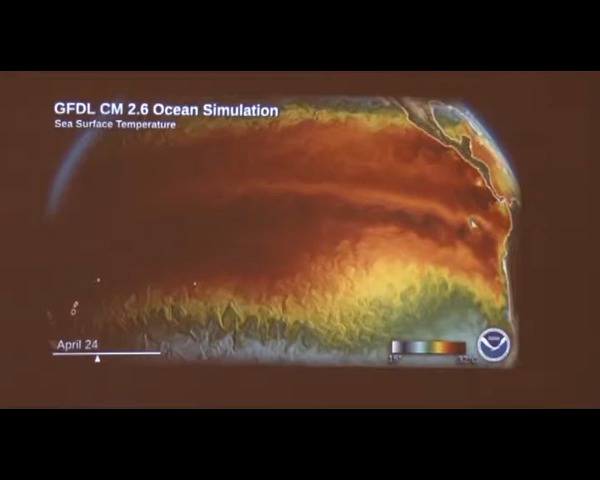 GFDL CM 2.6 Ocean Simulation
Sea Surface Temperature
April 24